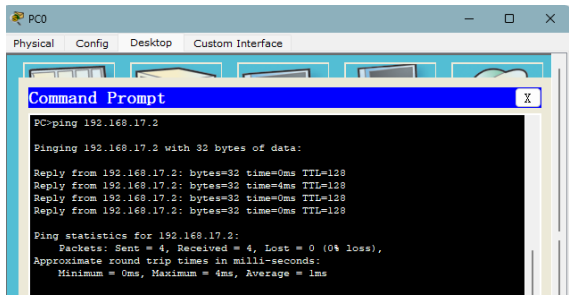 PC0
Physical Config Desktop Custom Interface
Command Prompt
X
PC>ping 192.168.17.2
Pinging 192.168.17.2 with 32 bytes of data:
Reply from 192.168.17.2: bytes=32 time=0ms TTL=128
Reply from 192.168.17.2: bytes=32 time=4ms TTL=128
Reply from 192.168.17.2: bytes=32 time=0ms TTL=128
Reply from 192.168.17.2: bytes=32 time=0ms TTL=128
Ping statistics for 192.168.17.2:
Packets: Sent = 4, Received = 4, Lost = 0 (0% loss),
Approximate round trip times in milli-seconds:
Minimum = 0ms, Maximum = 4ms, Average = 1ms